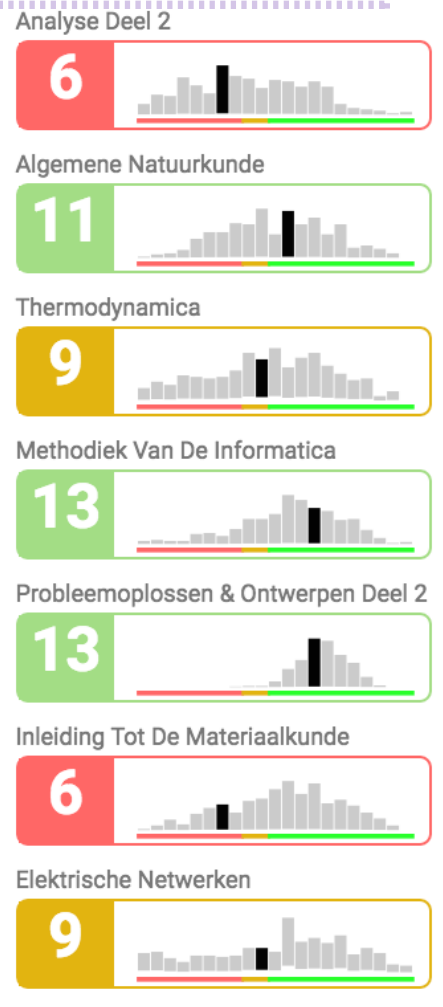 Analyse Deel 2
6
Algemene Natuurkunde
11
Thermodynamica
9
Methodiek Van De Informatica
13
Probleemoplossen & Ontwerpen Deel 2
13
Inleiding Tot De Materiaalkunde
6
Elektrische Netwerken
9